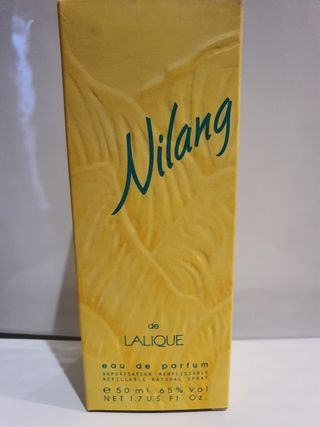 Nilang
de
LALIQUE
eau de parfum
VAPORISATEUR REMPLISSABLE
REFILLABLE NATURAL SPRAY
℮ 50 ml 65% Vol
NET 1.7 U.S. Fl. Oz.